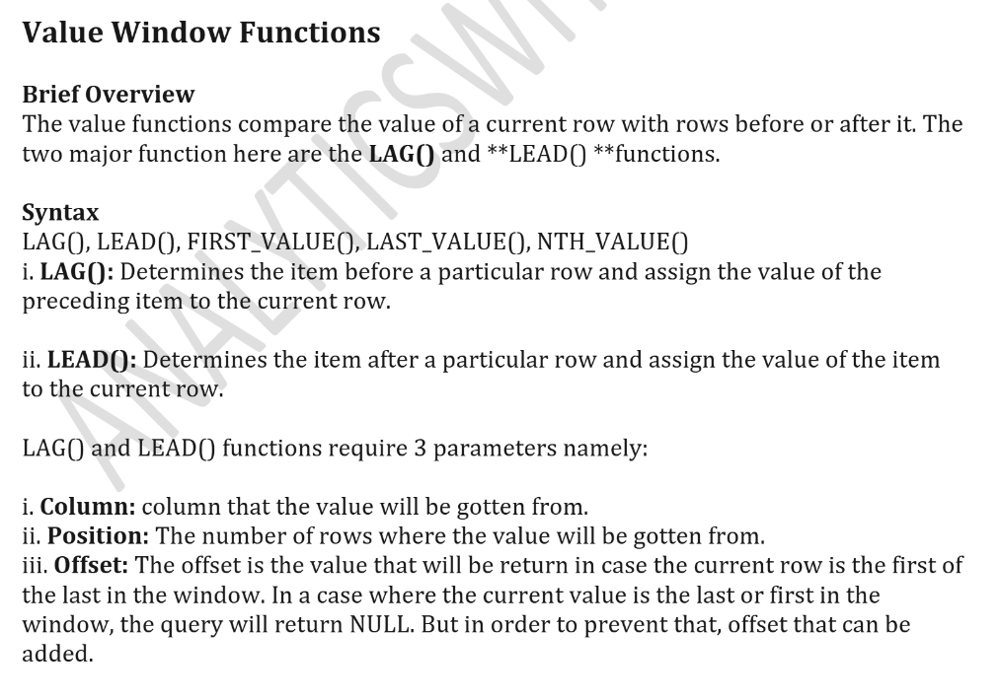 Value Window Functions
Brief Overview
The value functions compare the value of a current row with rows before or after it. The
two major function here are the LAG() and **LEAD() **functions.
Syntax
LAG(), LEAD(), FIRST_VALUE(), LAST_VALUE(), NTH_VALUE()
i. LAG(): Determines the item before a particular row and assign the value of the
preceding item to the current row.
ii. LEAD(): Determines the item after a particular row and assign the value of the item
to the current row.
LAG() and LEAD() functions require 3 parameters namely:
i. Column: column that the value will be gotten from.
ii. Position: The number of rows where the value will be gotten from.
iii. Offset: The offset is the value that will be return in case the current row is the first of
the last in the window. In a case where the current value is the last or first in the
window, the query will return NULL. But in order to prevent that, offset that can be
added.
ANALYTICSW